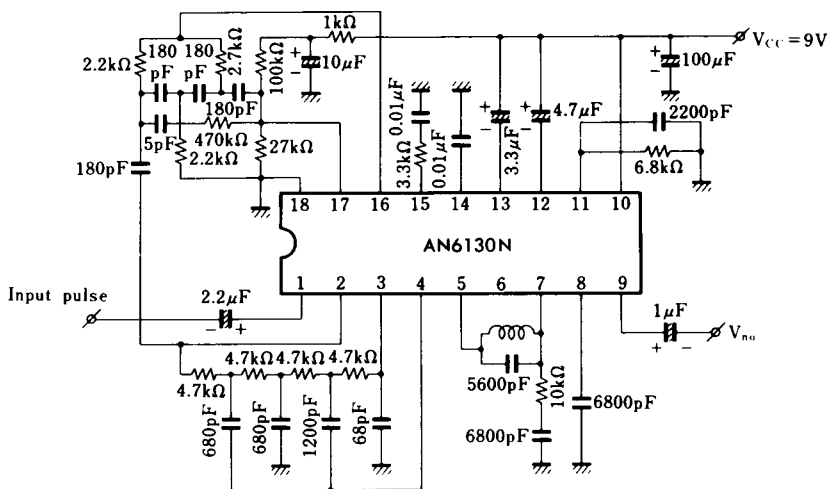 1kΩ
180 180
pF pF
2.2kΩ
2.7kΩ
100kΩ
10μF
+
-
V_CC=9V
100μF
+
-
180pF
470kΩ
5pF
2.2kΩ
27kΩ
180pF
0.01μF
3.3kΩ
0.01μF
+
-
3.3μF
+
-
4.7μF
2200pF
6.8kΩ
18 17 16 15 14 13 12 11 10
AN6130N
1 2 3 4 5 6 7 8 9
Input pulse
2.2μF
- +
1μF
+ -
V_no
4.7kΩ 4.7kΩ 4.7kΩ
4.7kΩ
5600pF
10kΩ
6800pF
6800pF
680pF
680pF
1200pF
68pF